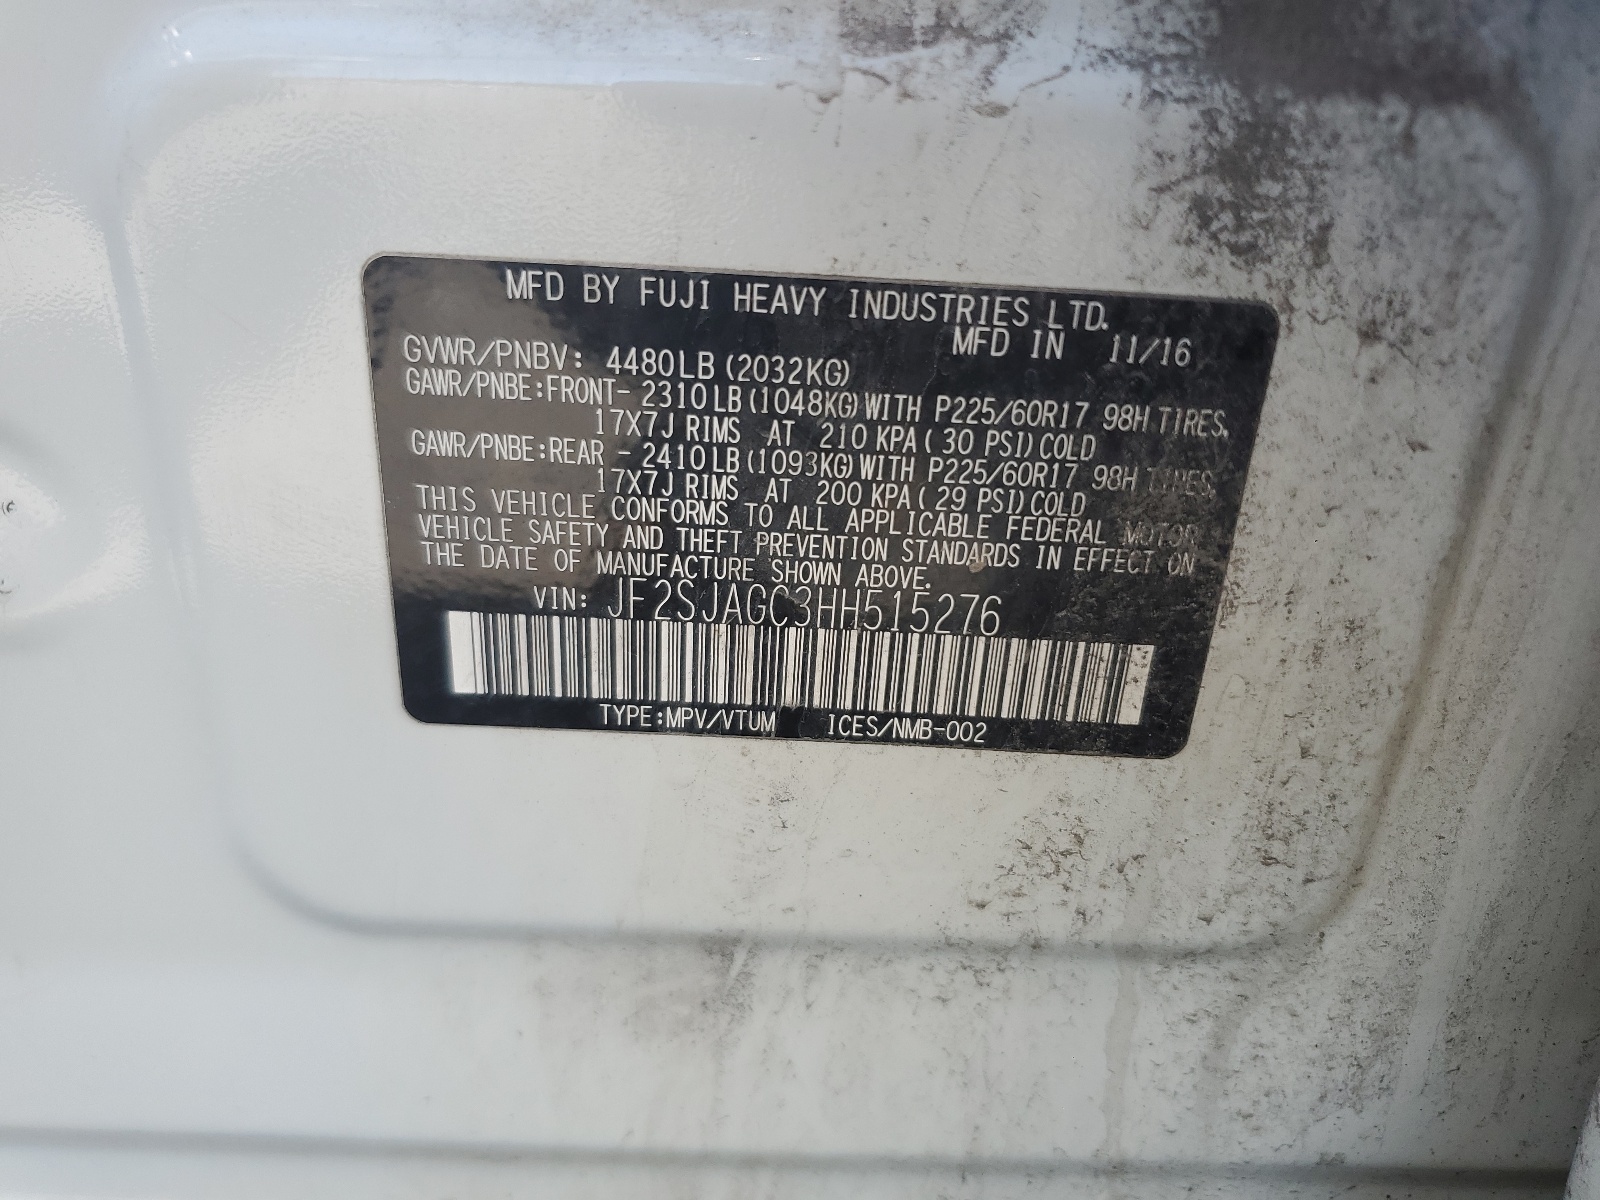 MFD BY FUJI HEAVY INDUSTRIES LTD.
MFD IN 11/16
GVWR/PNBV: 4480LB (2032KG)
GAWR/PNBE:FRONT- 2310LB(1048KG)WITH P225/60R17 98H TIRES.
17X7J RIMS AT 210 KPA( 30 PSI)COLD
GAWR/PNBE:REAR - 2410LB(1093KG)WITH P225/60R17 98H TIRES.
17X7J RIMS AT 200 KPA( 29 PSI)COLD
THIS VEHICLE CONFORMS TO ALL APPLICABLE FEDERAL MOTOR
VEHICLE SAFETY AND THEFT PREVENTION STANDARDS IN EFFECT ON
THE DATE OF MANUFACTURE SHOWN ABOVE.
VIN: JF2SJAGC3HH515276
TYPE:MPV/VTUM ICES/NMB-002